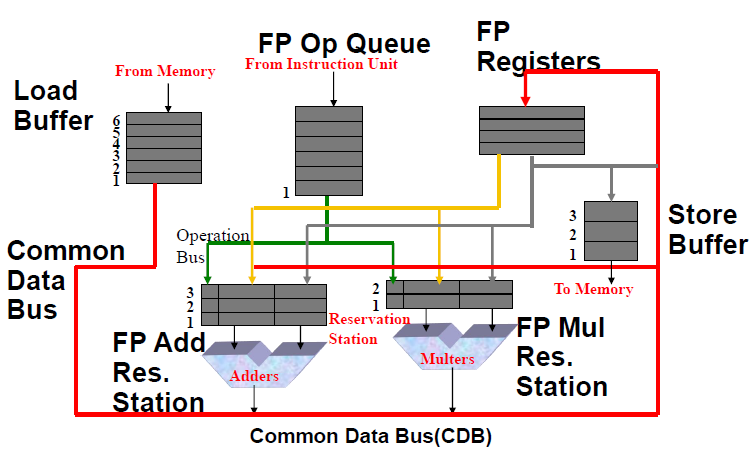 FP Op Queue
FP
Registers
From Memory
From Instruction Unit
Load
Buffer
6
5
4
3
2
1
1
Store
Buffer
3
2
1
To Memory
Operation
Bus
Common
Data
Bus
3
2
1
2
1
Reservation
Station
FP Add
Res.
Station
Adders
Multers
FP Mul
Res.
Station
Common Data Bus(CDB)